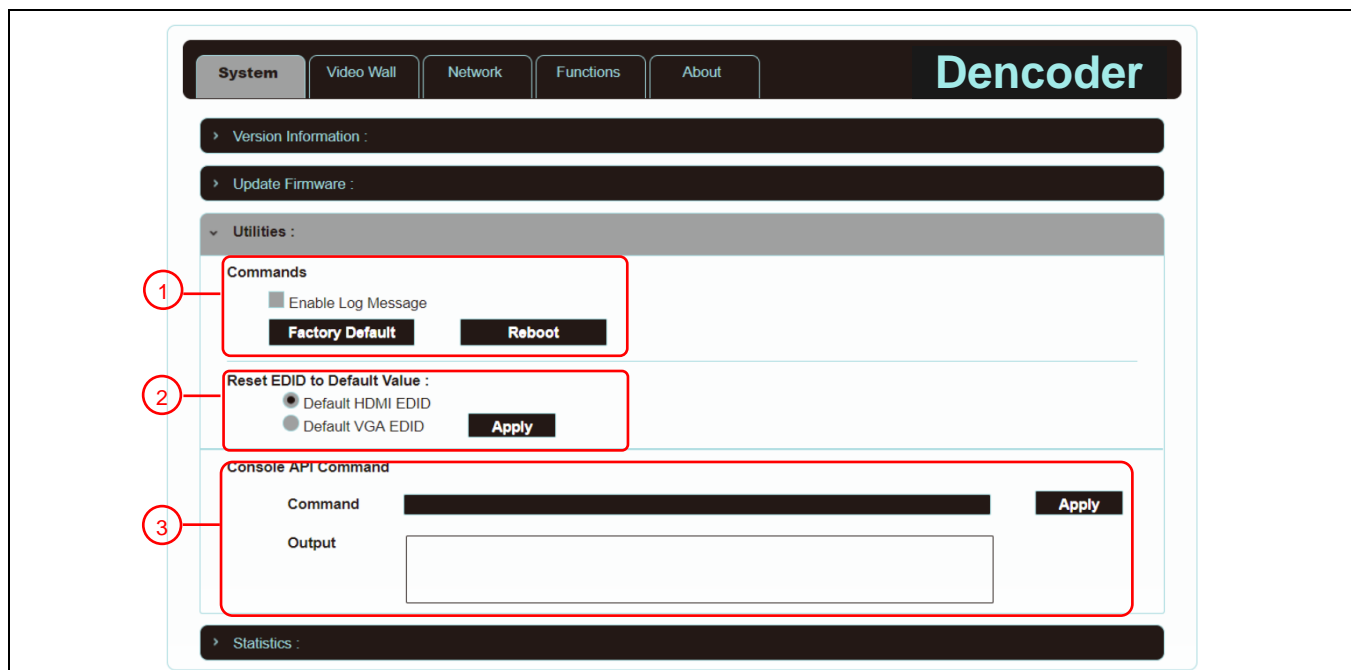 System Video Wall Network Functions About Dencoder
Version Information :
Update Firmware :
Utilities :
1
Commands
Enable Log Message
Factory Default Reboot
2
Reset EDID to Default Value :
Default HDMI EDID
Default VGA EDID Apply
3
Console API Command
Command Apply
Output
Statistics :